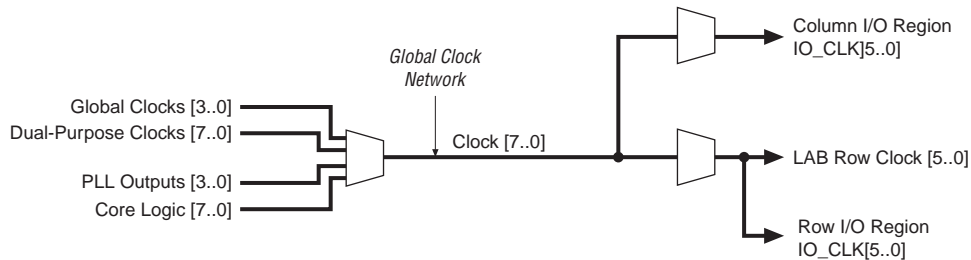 Column I/O Region
IO_CLK]5..0]
Global Clock
Network
Global Clocks [3..0]
Dual-Purpose Clocks [7..0]
Clock [7..0]
LAB Row Clock [5..0]
PLL Outputs [3..0]
Core Logic [7..0]
Row I/O Region
IO_CLK[5..0]